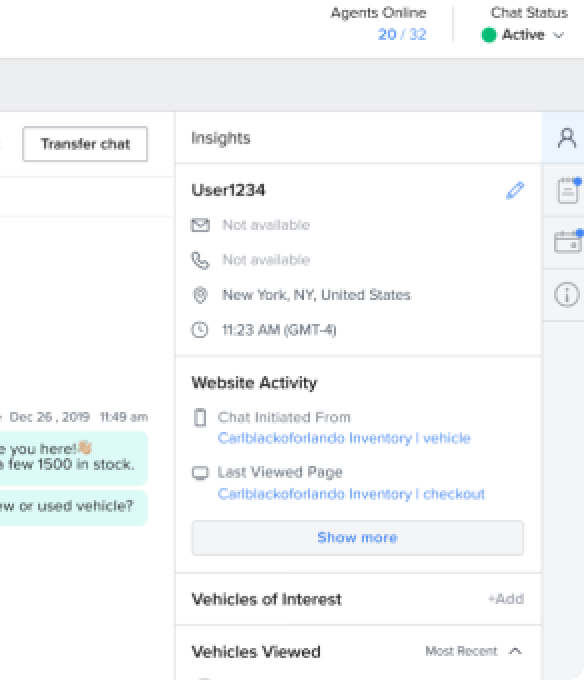 Agents Online
20 / 32
Chat Status
Active
Transfer chat
Dec 26 , 2019 11:49 am
e you here!👋🏼
a few 1500 in stock.
ew or used vehicle?
Insights
User1234
Not available
Not available
New York, NY, United States
11:23 AM (GMT-4)
Website Activity
Chat Initiated From
Carlblackoforlando Inventory | vehicle
Last Viewed Page
Carlblackoforlando Inventory | checkout
Show more
Vehicles of Interest
+Add
Vehicles Viewed
Most Recent